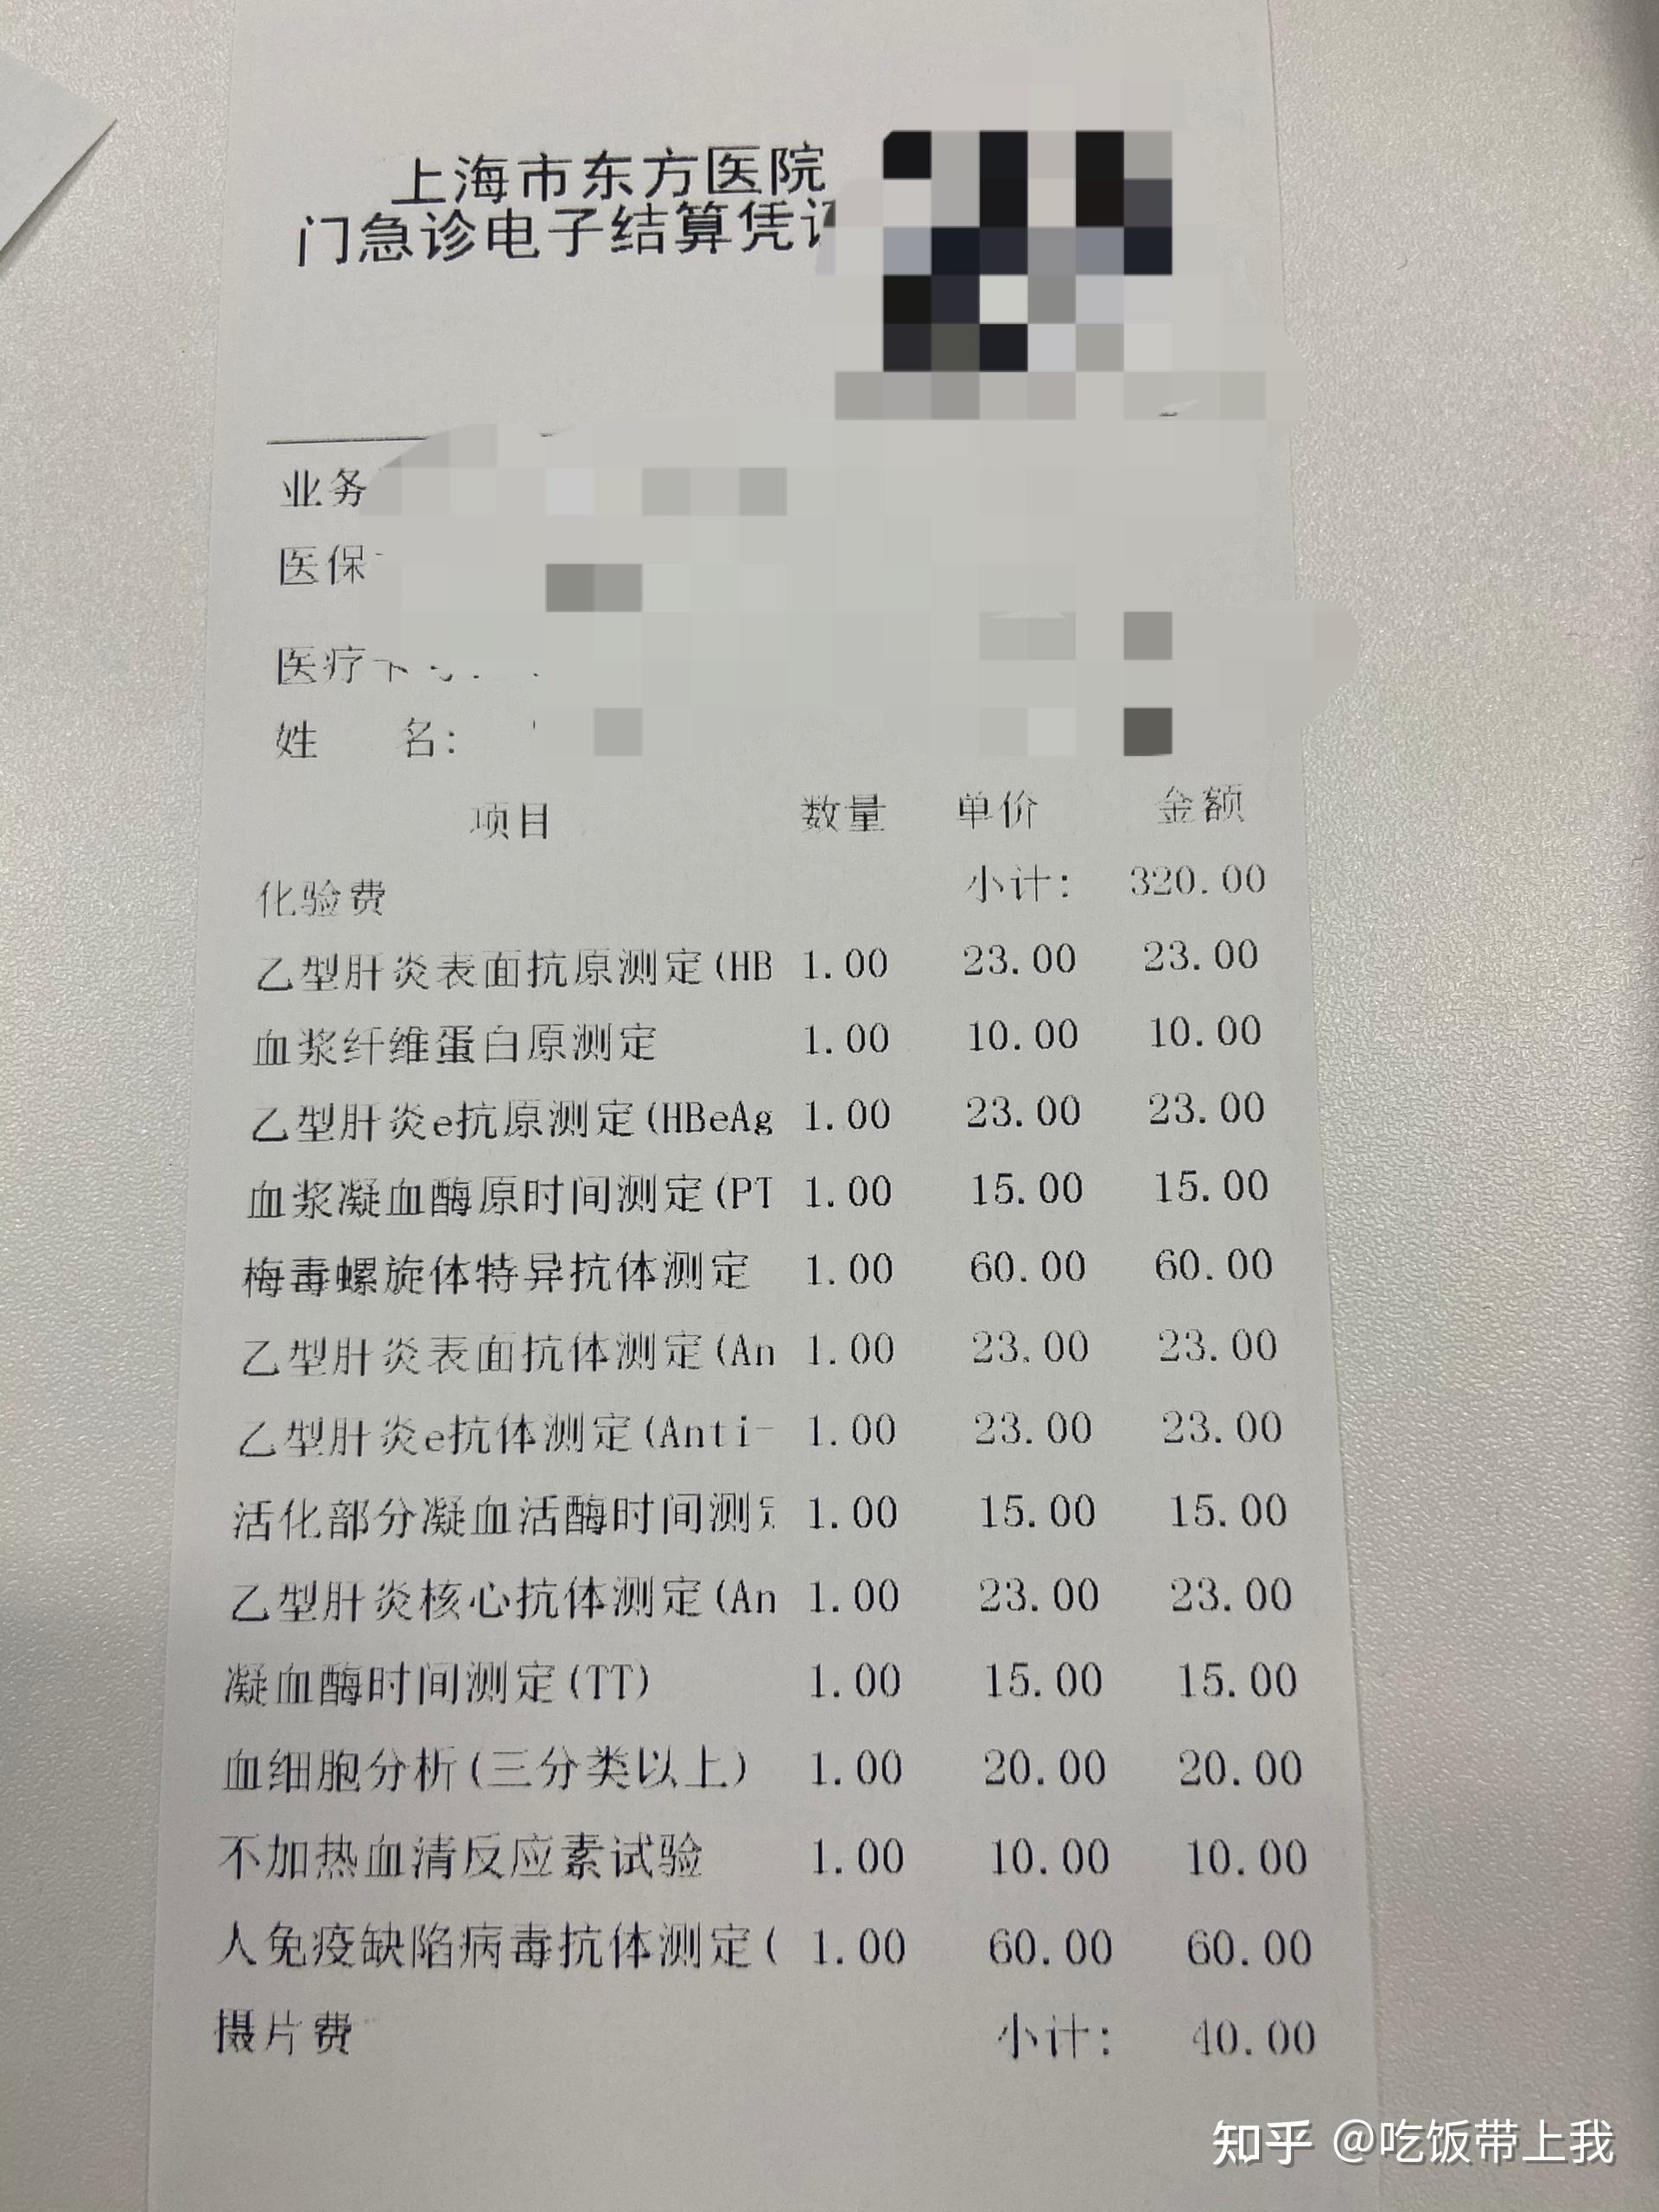 上海市东方医院
门急诊电子结算凭
业务
医保
医疗
姓 名：
项目 数量 单价 金额
化验费 小计： 320.00
乙型肝炎表面抗原测定(HB 1.00 23.00 23.00
血浆纤维蛋白原测定 1.00 10.00 10.00
乙型肝炎e抗原测定(HBeAg 1.00 23.00 23.00
血浆凝血酶原时间测定(PT 1.00 15.00 15.00
梅毒螺旋体特异抗体测定 1.00 60.00 60.00
乙型肝炎表面抗体测定(An 1.00 23.00 23.00
乙型肝炎e抗体测定(Anti- 1.00 23.00 23.00
活化部分凝血活酶时间测定 1.00 15.00 15.00
乙型肝炎核心抗体测定(An 1.00 23.00 23.00
凝血酶时间测定(TT) 1.00 15.00 15.00
血细胞分析(三分类以上) 1.00 20.00 20.00
不加热血清反应素试验 1.00 10.00 10.00
人免疫缺陷病毒抗体测定( 1.00 60.00 60.00
摄片费 小计： 40.00
知乎 @吃饭带上我